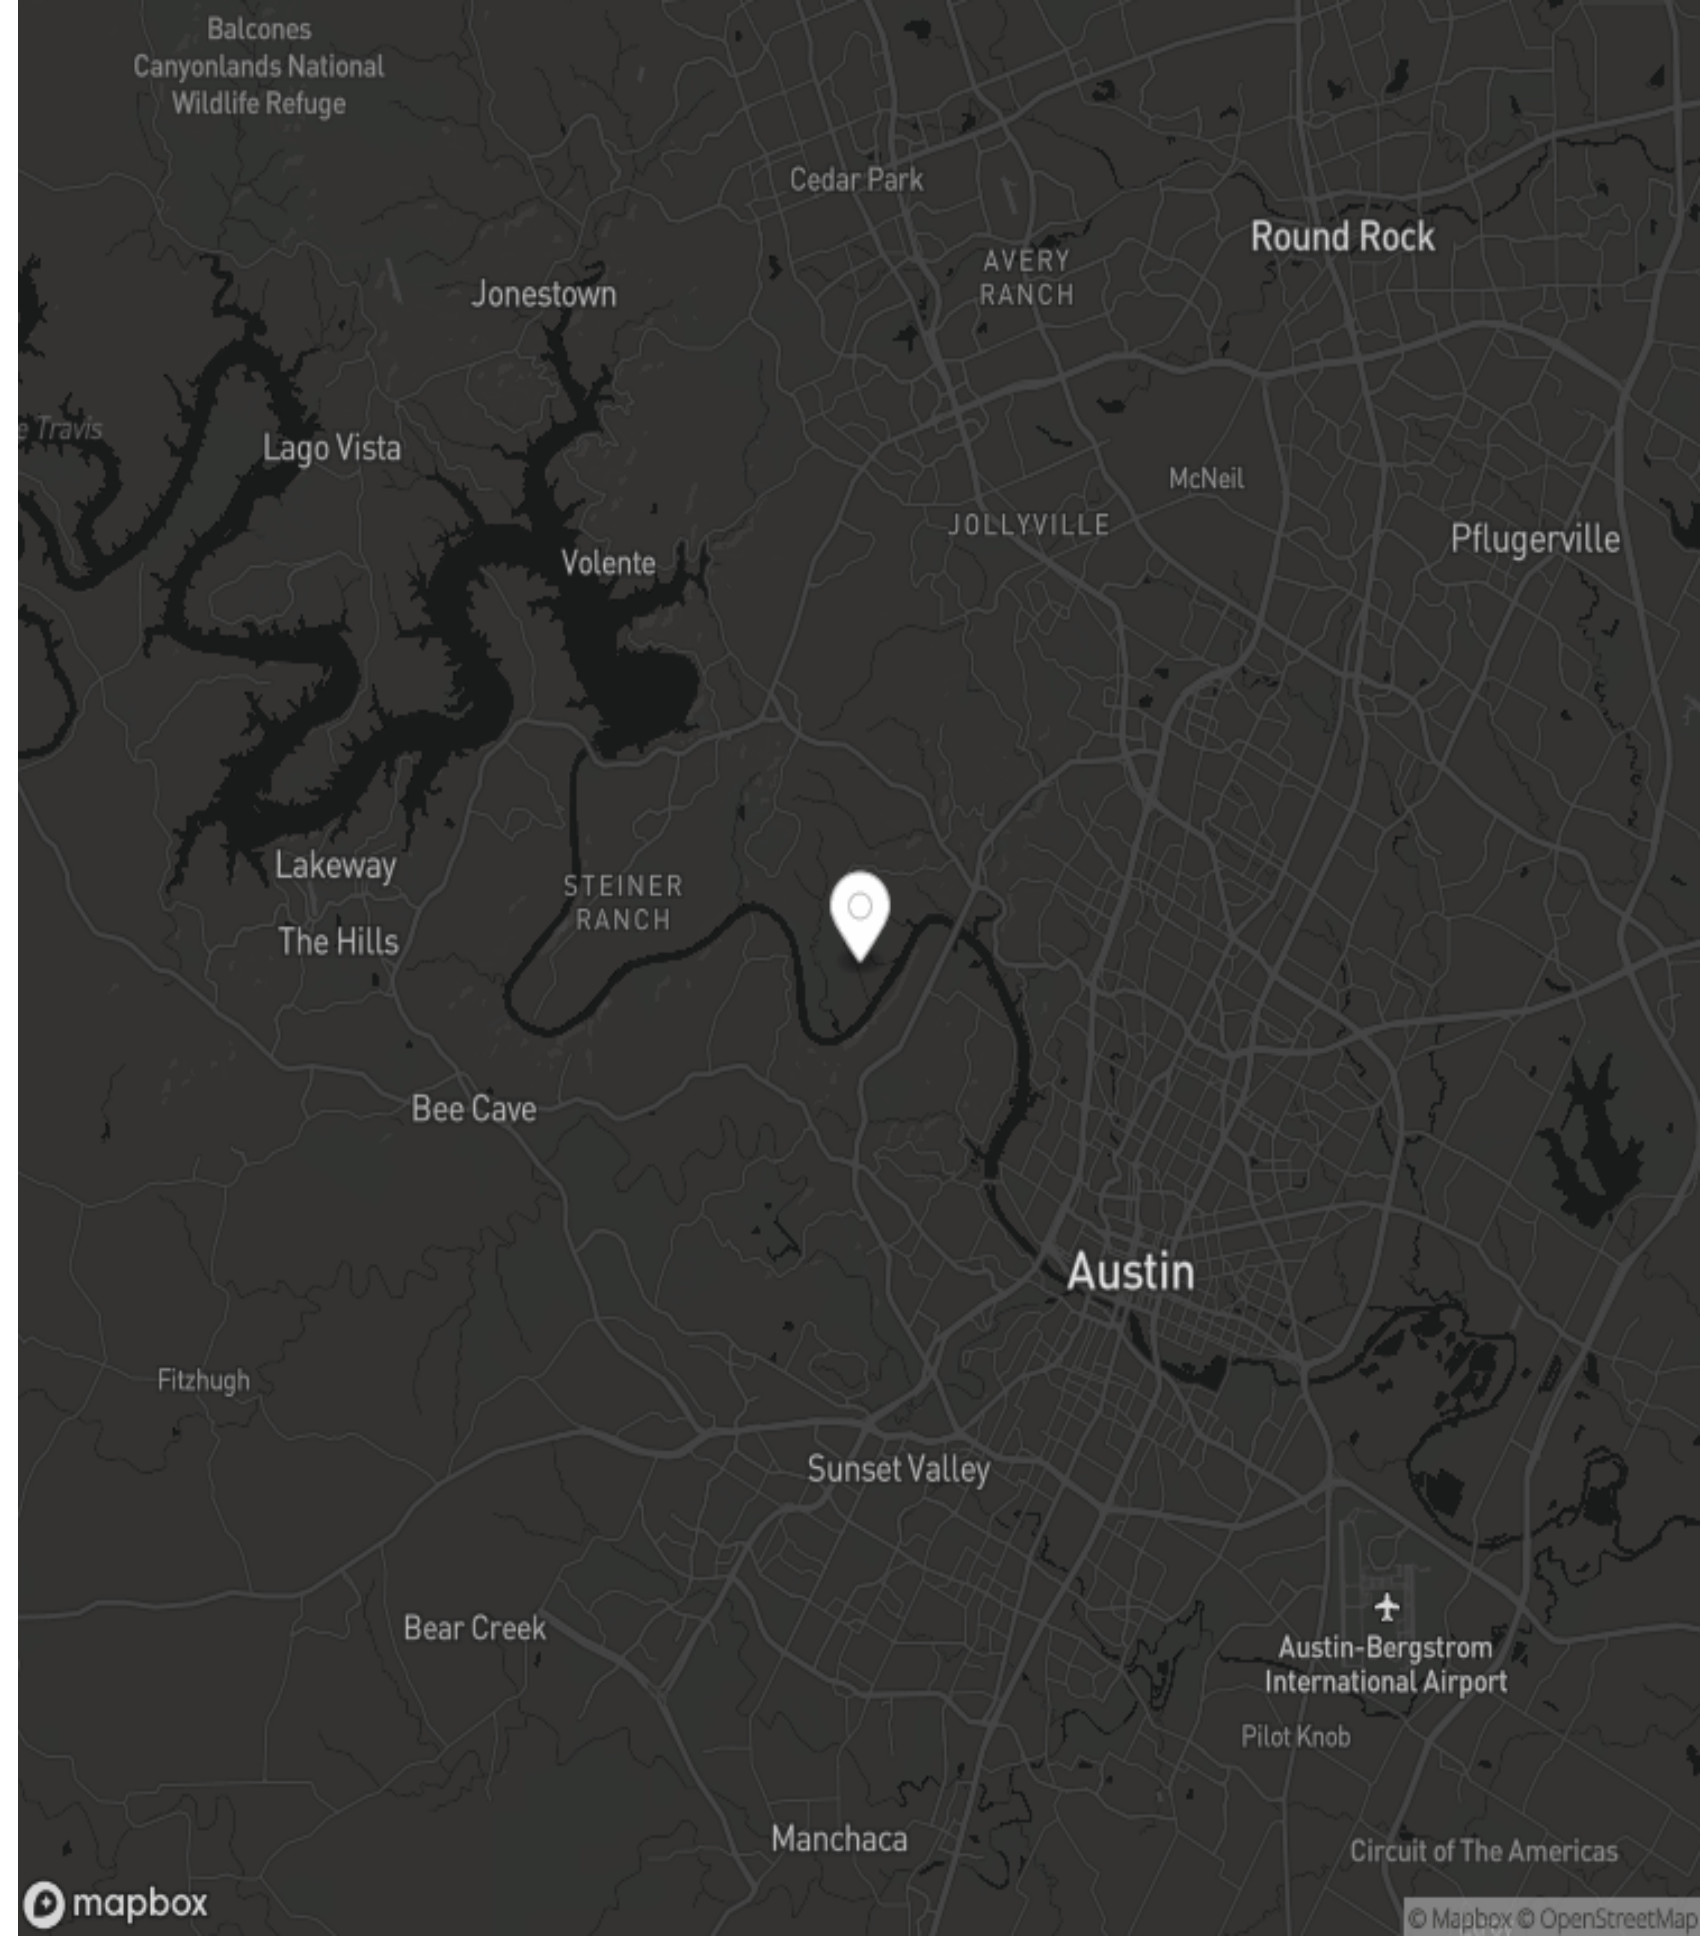 Balcones
Canyonlands National
Wildlife Refuge
Cedar Park
Round Rock
AVERY
RANCH
Jonestown
e Travis
Lago Vista
McNeil
JOLLYVILLE
Pflugerville
Volente
Lakeway
STEINER
RANCH
The Hills
Bee Cave
Austin
Fitzhugh
Sunset Valley
Bear Creek
Austin-Bergstrom
International Airport
Pilot Knob
Manchaca
Circuit of The Americas
mapbox
© Mapbox © OpenStreetMap